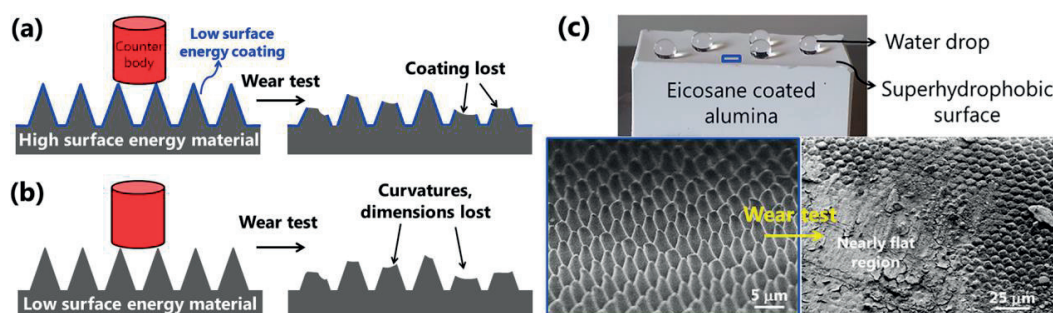 (a)
Counter
body
Low surface
energy coating
Wear test
Coating lost
High surface energy material
(b)
Wear test
Curvatures,
dimensions lost
Low surface energy material
(c)
Water drop
Eicosane coated
alumina
Superhydrophobic
surface
Wear test
Nearly flat
region
5 μm
25 μm